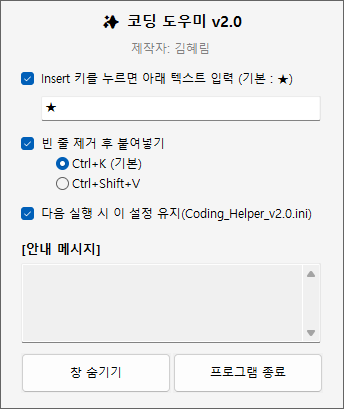 코딩 도우미 v2.0
제작자: 김혜림
Insert 키를 누르면 아래 텍스트 입력 (기본 : ★)
★
빈 줄 제거 후 붙여넣기
Ctrl+K (기본)
Ctrl+Shift+V
다음 실행 시 이 설정 유지(Coding_Helper_v2.0.ini)
[안내 메시지]
창 숨기기
프로그램 종료